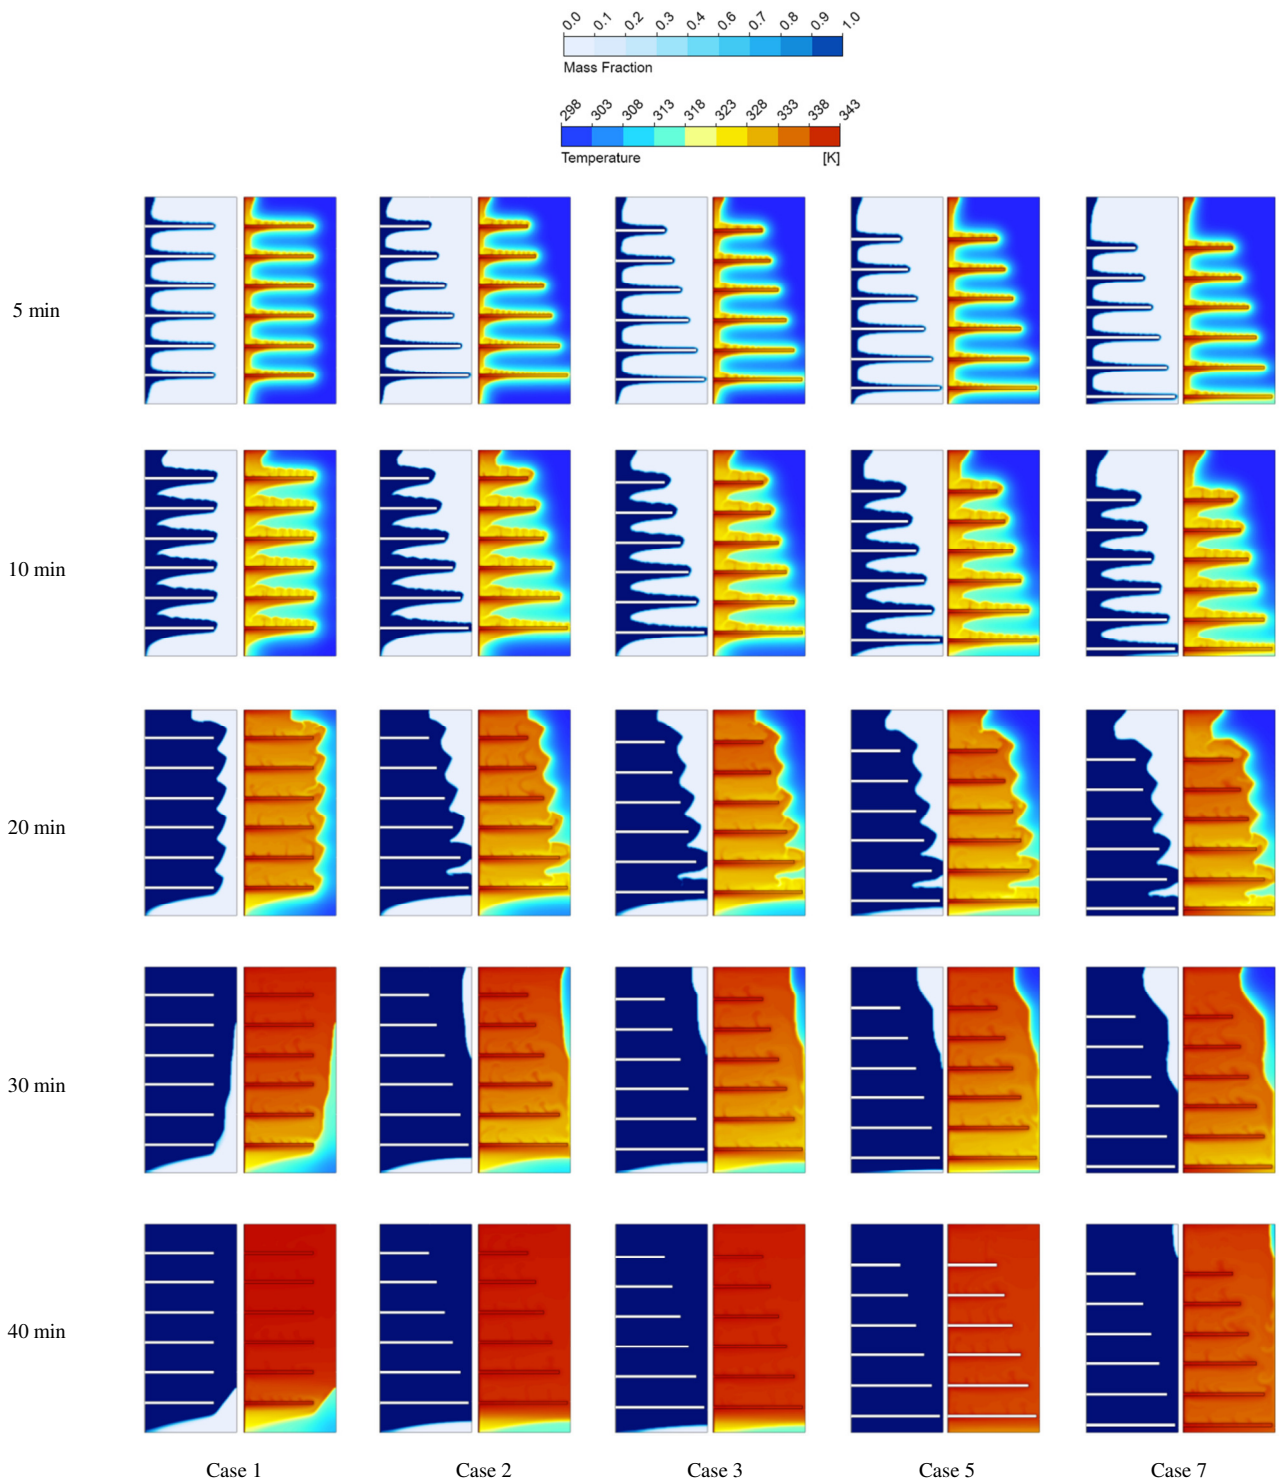 0.0 0.1 0.2 0.3 0.4 0.6 0.7 0.8 0.9 1.0
Mass Fraction
298 303 308 313 318 323 328 333 338 343
Temperature [K]
5 min
10 min
20 min
30 min
40 min
Case 1 Case 2 Case 3 Case 5 Case 7